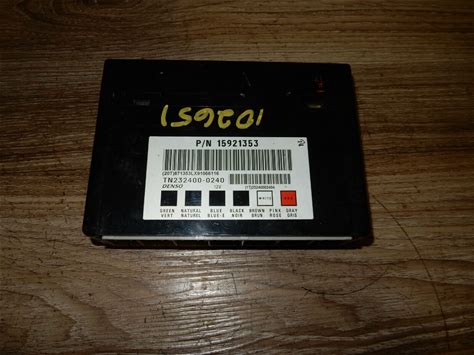 102651
P/N 15921353
TN232400-0240
DENSO 12V
GREEN NATURAL BLUE BLACK BROWN PINK GRAY
VERT NATUREL NOIR BRUN ROSE GRIS